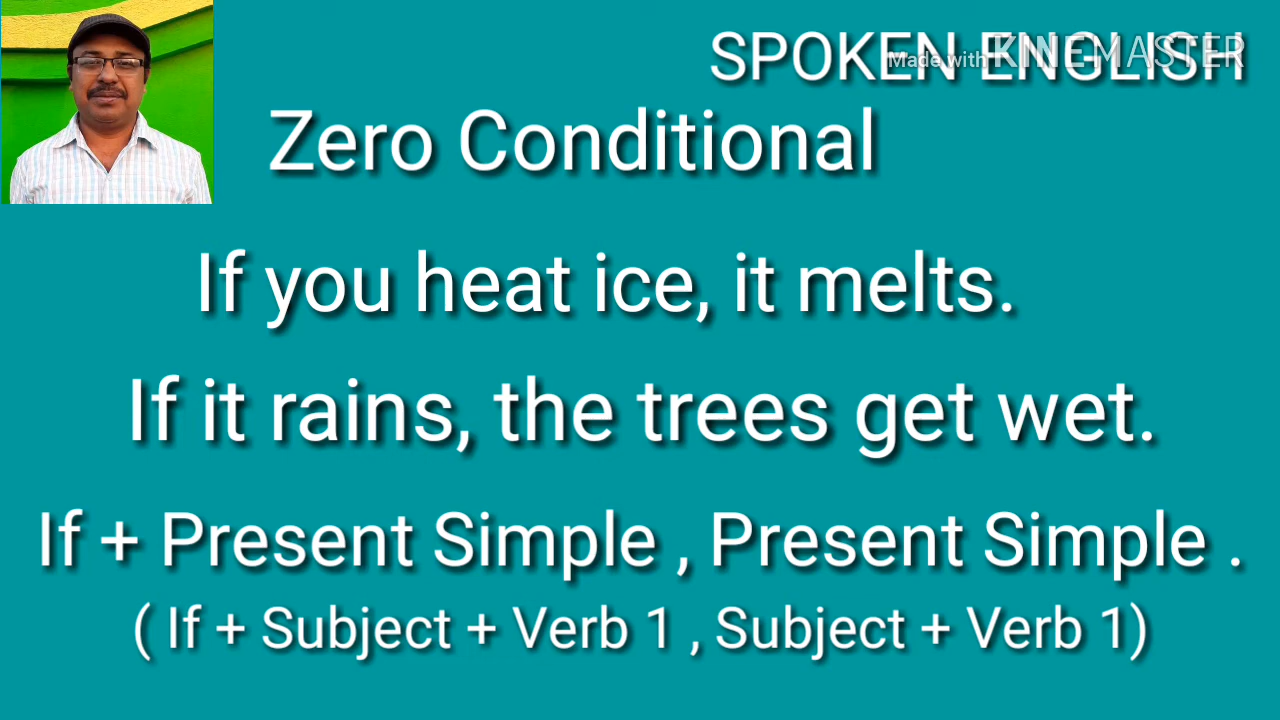 SPOKEN ENGLISH
Made with KINEMASTER
Zero Conditional
If you heat ice, it melts.
If it rains, the trees get wet.
If + Present Simple , Present Simple .
( If + Subject + Verb 1 , Subject + Verb 1)